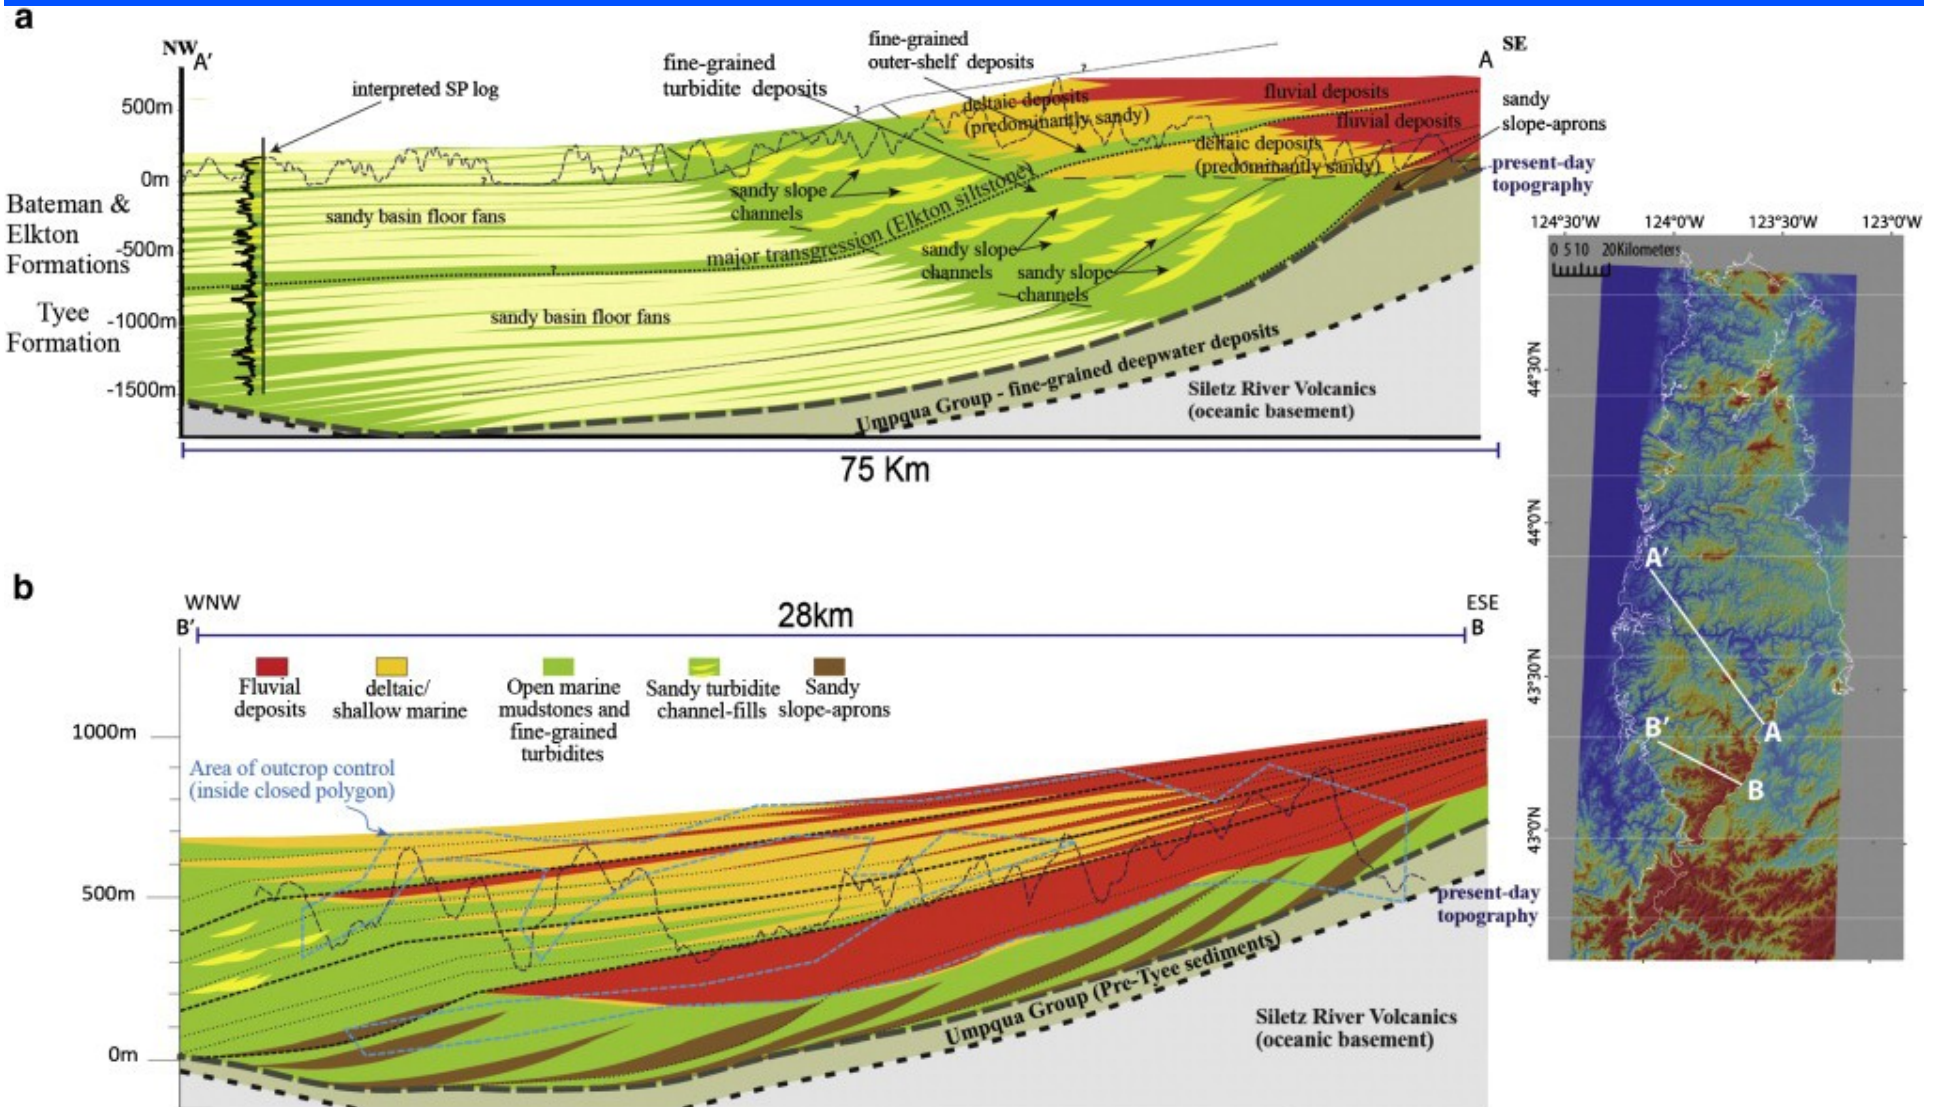 a
NW
A'
interpreted SP log
fine-grained
turbidite deposits
fine-grained
outer-shelf deposits
A
SE
500m
0m
-500m
-1000m
-1500m
Bateman &
Elkton
Formations
Tyee
Formation
?
?
?
?
deltaic deposits
(predominantly sandy)
fluvial deposits
fluvial deposits
deltaic deposits
(predominantly sandy)
sandy
slope-aprons
present-day
topography
sandy basin floor fans
sandy slope
channels
major transgression (Elkton siltstone)
sandy slope
channels
sandy slope
channels
sandy basin floor fans
Umpqua Group - fine-grained deepwater deposits
Siletz River Volcanics
(oceanic basement)
75 Km
b
WNW
B'
28km
ESE
B
Fluvial
deposits
deltaic/
shallow marine
Open marine
mudstones and
fine-grained
turbidites
Sandy turbidite
channel-fills
Sandy
slope-aprons
1000m
500m
0m
Area of outcrop control
(inside closed polygon)
present-day
topography
Umpqua Group (Pre-Tyee sediments)
Siletz River Volcanics
(oceanic basement)
124°30'W 124°0'W 123°30'W 123°0'W
0 5 10 20Kilometers
44°30'N
44°0'N
43°30'N
43°0'N
A'
A
B'
B